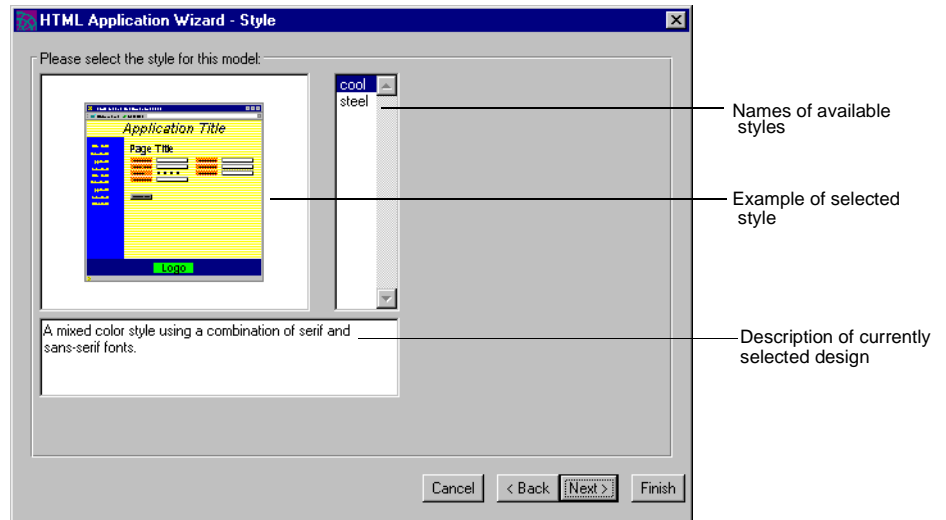 HTML Application Wizard - Style
Please select the style for this model:
Application Title
Page Title
Logo
cool
steel
Names of available
styles
Example of selected
style
A mixed color style using a combination of serif and
sans-serif fonts.
Description of currently
selected design
Cancel
< Back
Next >
Finish